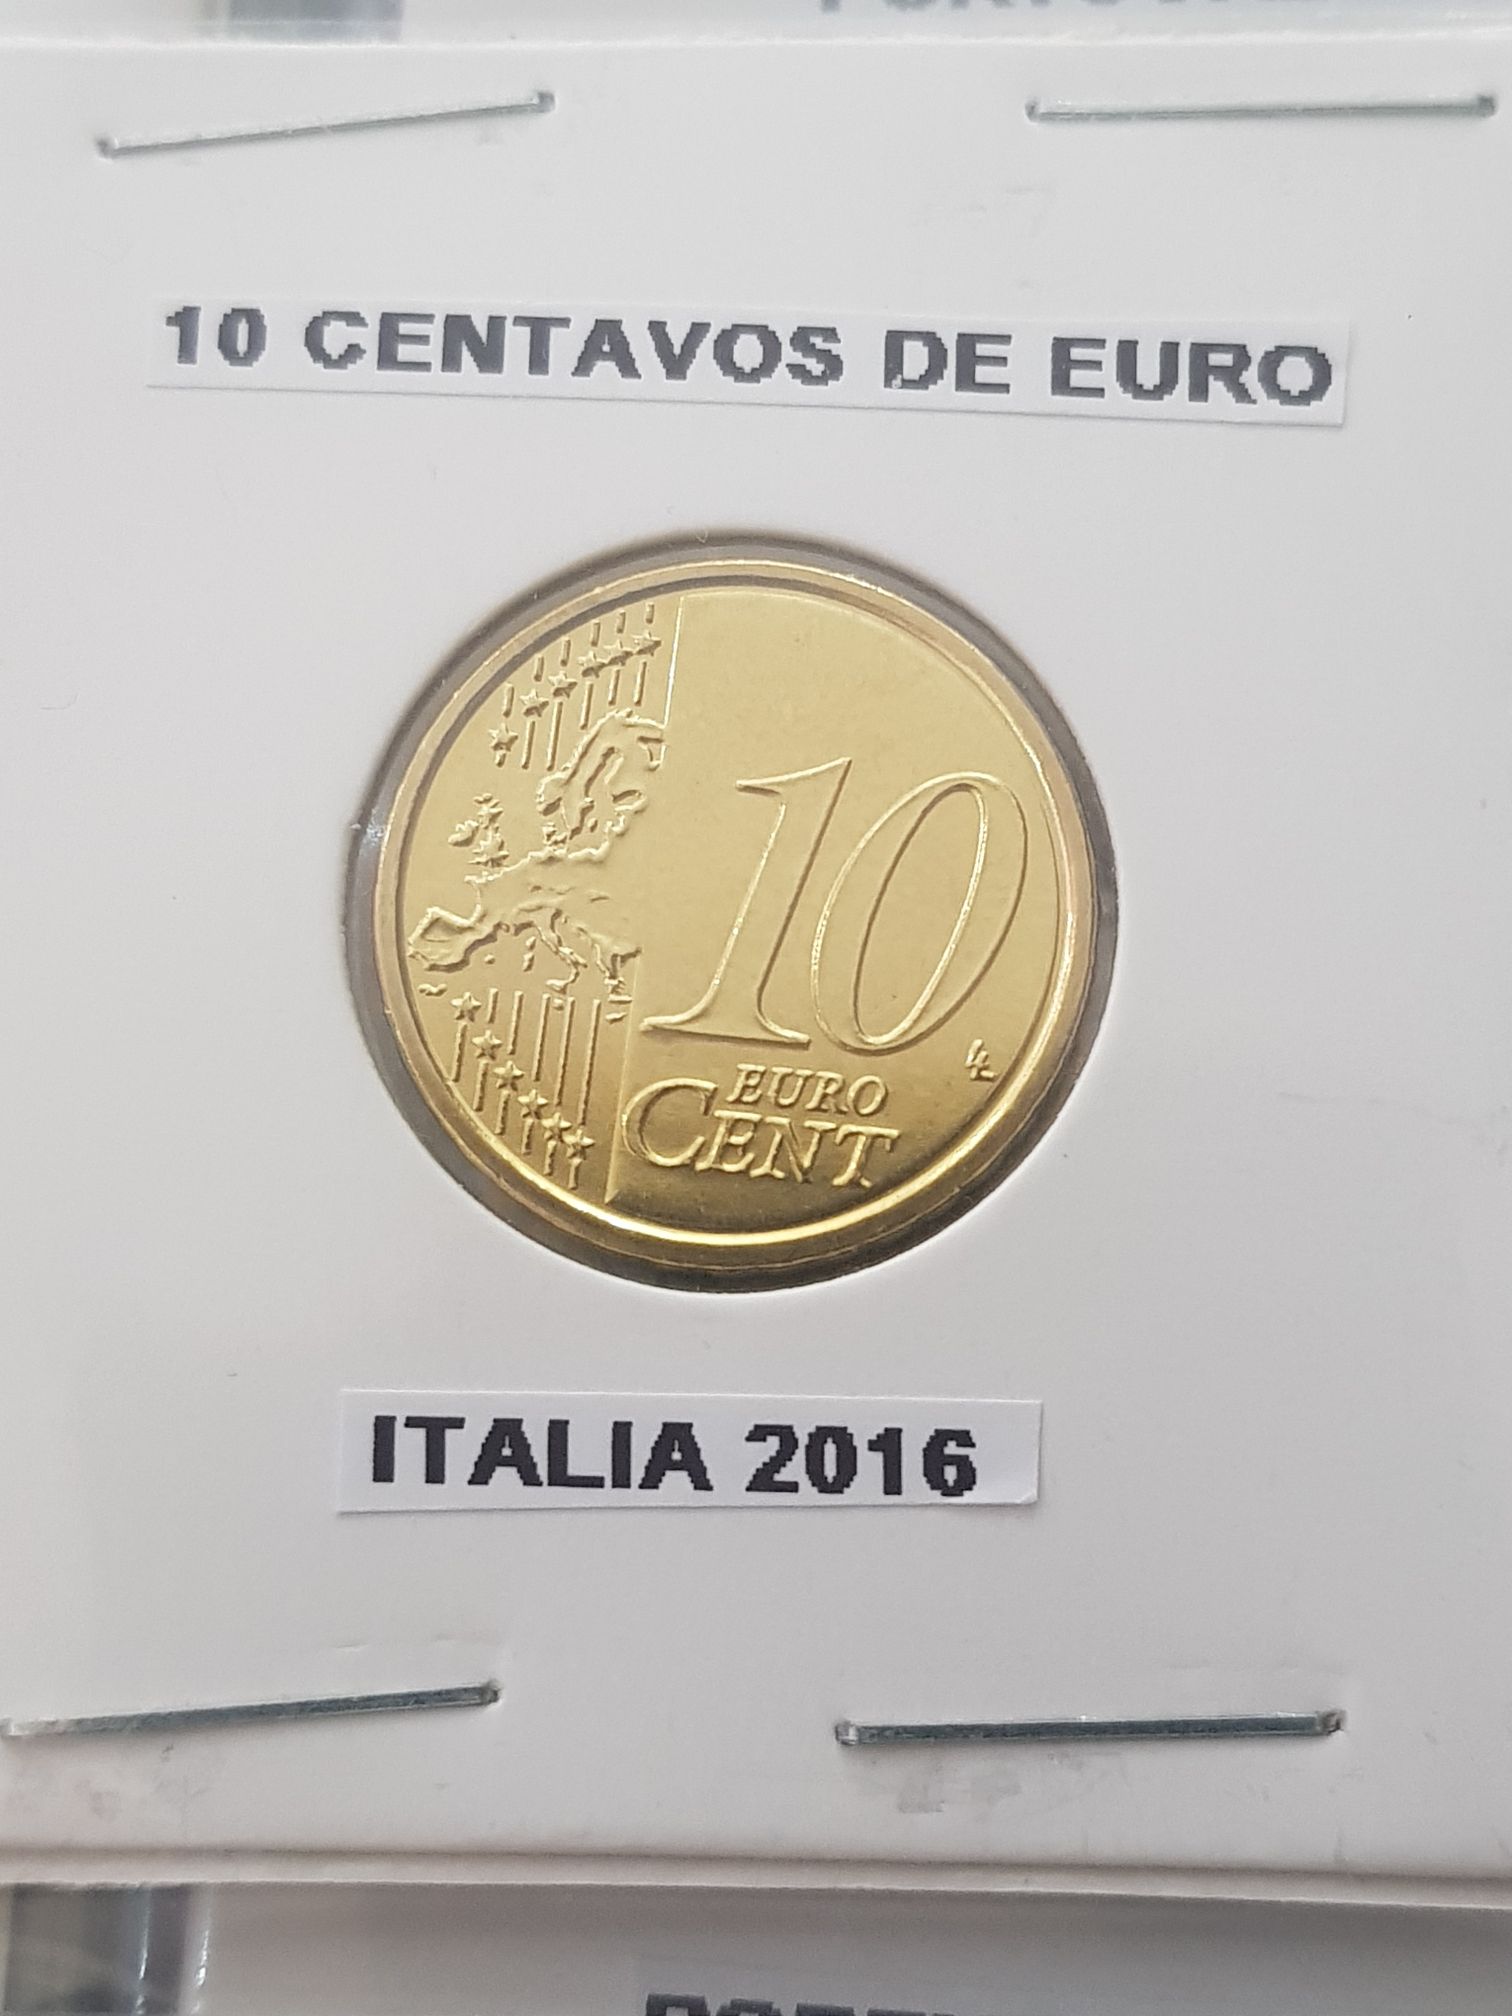 10 CENTAVOS DE EURO
10
EURO
CENT
ITALIA 2016